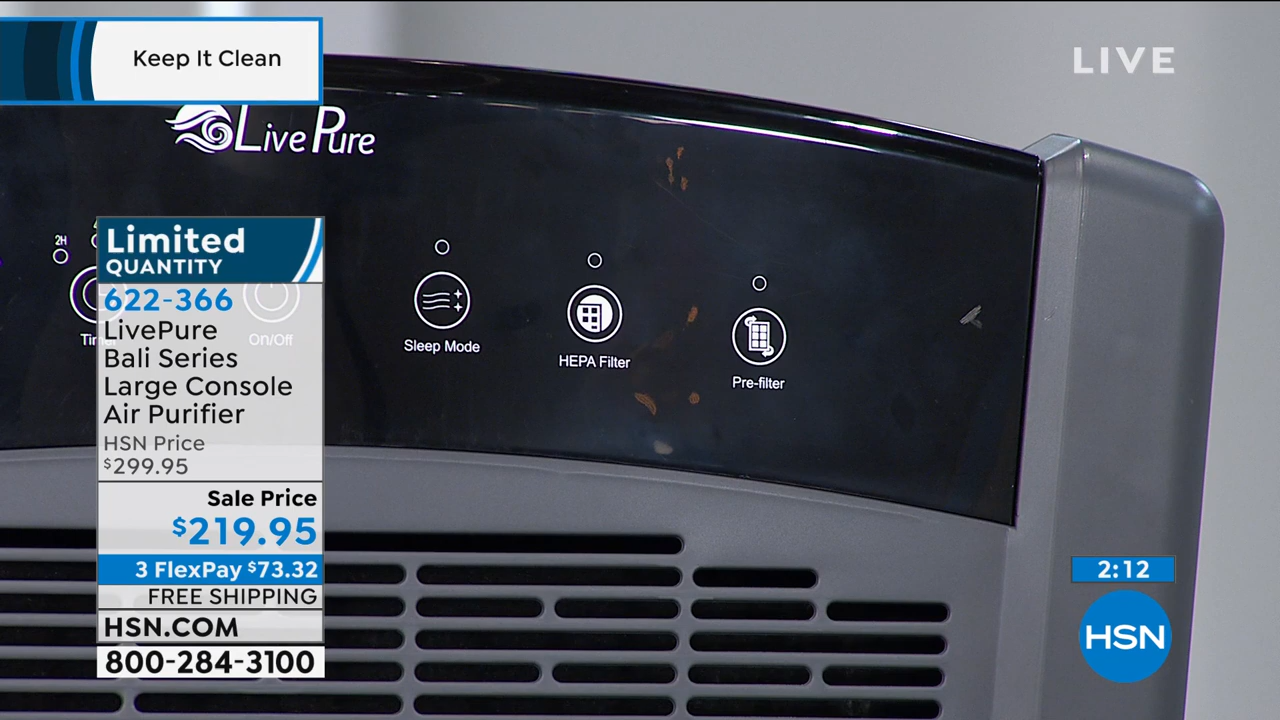 Keep It Clean
LIVE
LivePure
2H
Timer
On/Off
Sleep Mode
HEPA Filter
Pre-filter
Limited
QUANTITY
622-366
LivePure
Bali Series
Large Console
Air Purifier
HSN Price
$299.95
Sale Price
$219.95
3 FlexPay $73.32
FREE SHIPPING
HSN.COM
800-284-3100
2:12
HSN